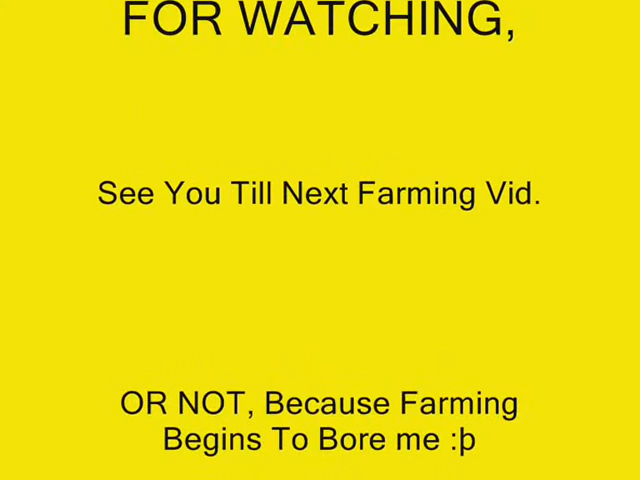 FOR WATCHING,
See You Till Next Farming Vid.
OR NOT, Because Farming
Begins To Bore me :þ